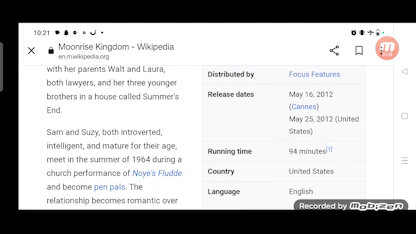 10:21
Moonrise Kingdom - Wikipedia
en.m.wikipedia.org
with her parents Walt and Laura,
both lawyers, and her three younger
brothers in a house called Summer's
End.
Sam and Suzy, both introverted,
intelligent, and mature for their age,
meet in the summer of 1964 during a
church performance of Noye's Fludde
and become pen pals. The
relationship becomes romantic over
Distributed by Focus Features
Release dates May 16, 2012
(Cannes)
May 25, 2012 (United
States)
Running time 94 minutes[1]
Country United States
Language English
Recorded by MOBIZEN